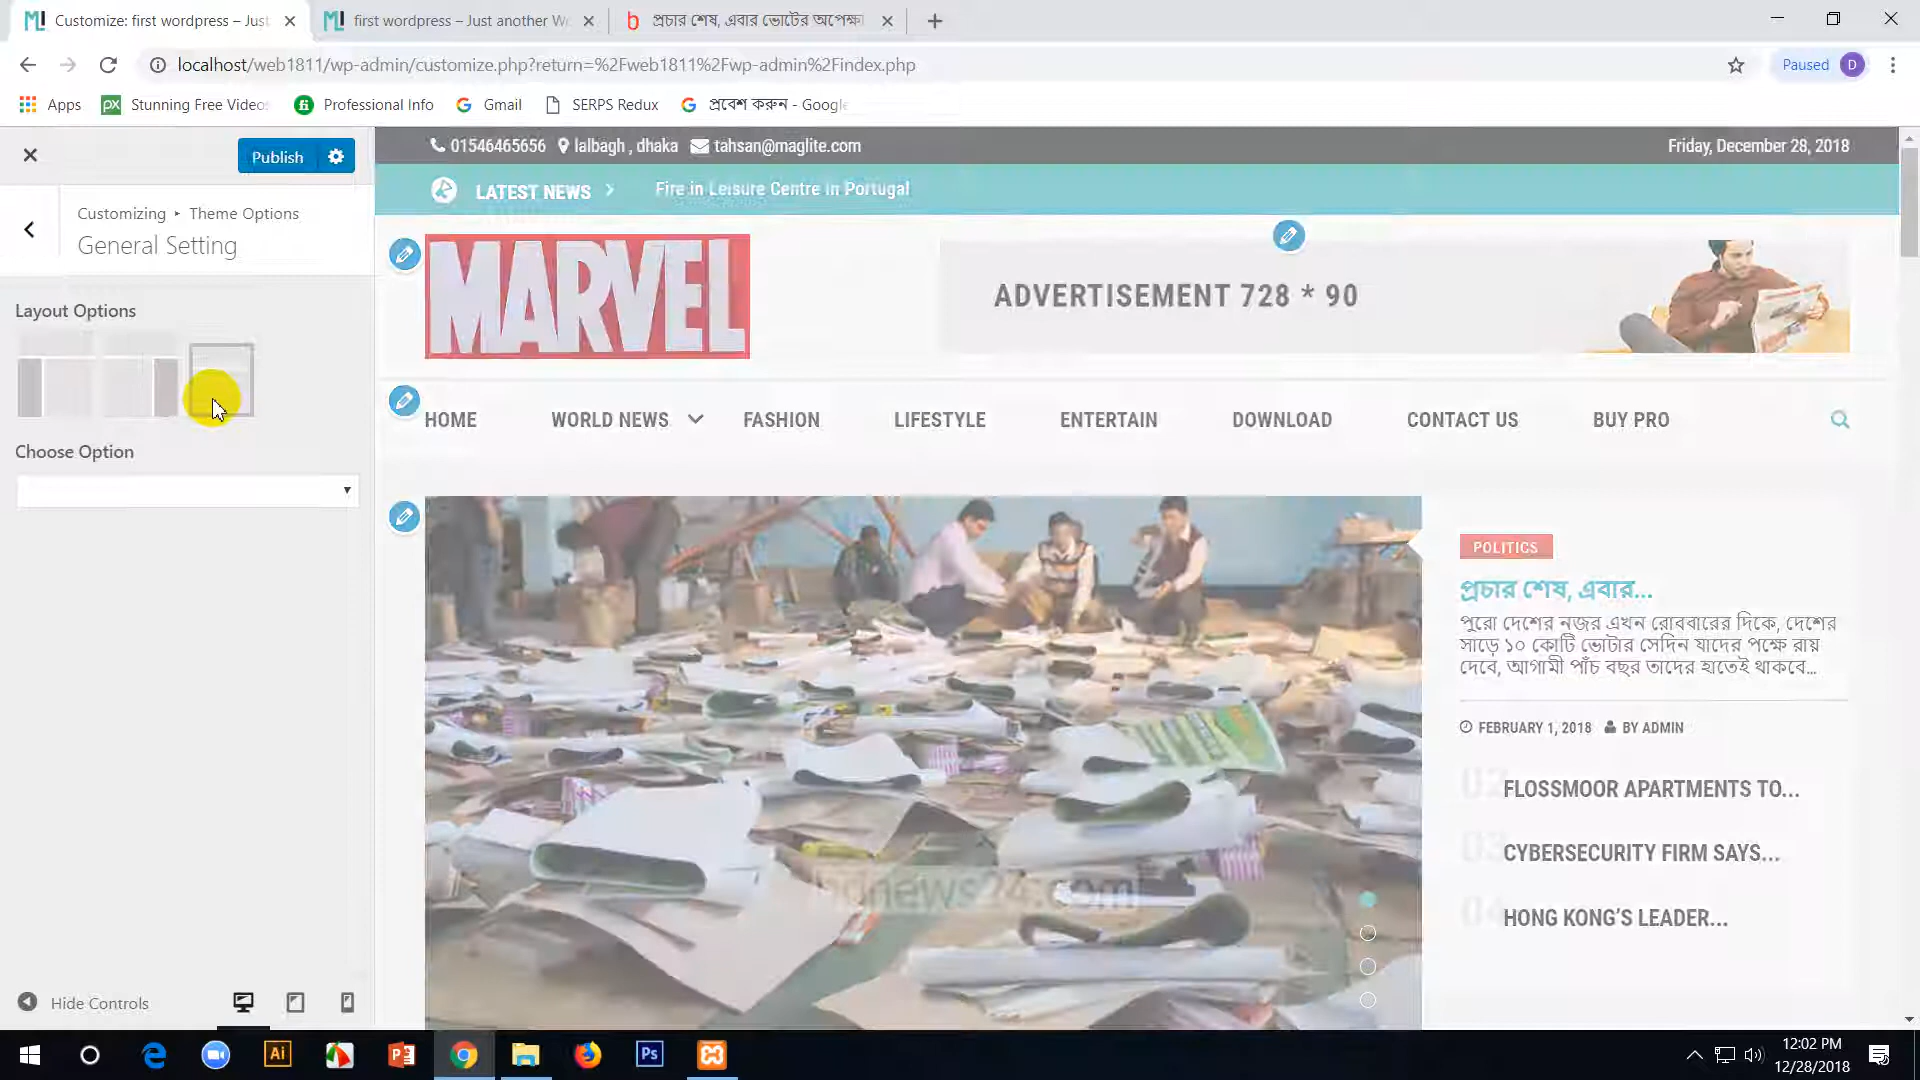 Customize: first wordpress – Just
first wordpress – Just another W
প্রচার শেষ, এবার ভোটের অপেক্ষা
localhost/web1811/wp-admin/customize.php?return=%2Fweb1811%2Fwp-admin%2Findex.php
Paused D
Apps Stunning Free Videos Professional Info Gmail SERPS Redux প্রবেশ করুন - Google
Publish
Customizing ▸ Theme Options
General Setting
Layout Options
Choose Option
Hide Controls
01546465656 lalbagh , dhaka tahsan@maglite.com Friday, December 28, 2018
LATEST NEWS Fire in Leisure Centre in Portugal
MARVEL
ADVERTISEMENT 728 * 90
HOME WORLD NEWS FASHION LIFESTYLE ENTERTAIN DOWNLOAD CONTACT US BUY PRO
POLITICS
প্রচার শেষ, এবার...
পুরো দেশের নজর এখন রোববারের দিকে, দেশের
সাড়ে ১০ কোটি ভোটার সেদিন যাদের পক্ষে রায়
দেবে, আগামী পাঁচ বছর তাদের হাতেই থাকবে...
FEBRUARY 1, 2018 BY ADMIN
02 FLOSSMOOR APARTMENTS TO...
03 CYBERSECURITY FIRM SAYS...
04 HONG KONG'S LEADER...
bdnews24.com
12:02 PM
12/28/2018